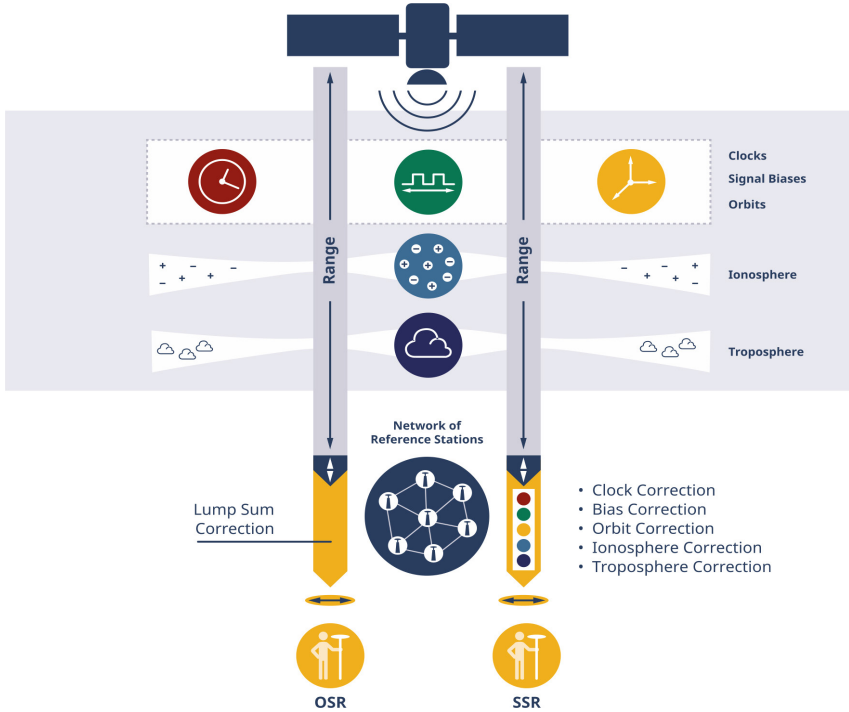 Clocks
Signal Biases
Orbits
Range
Range
Ionosphere
Troposphere
Network of
Reference Stations
Lump Sum
Correction
• Clock Correction
• Bias Correction
• Orbit Correction
• Ionosphere Correction
• Troposphere Correction
OSR
SSR